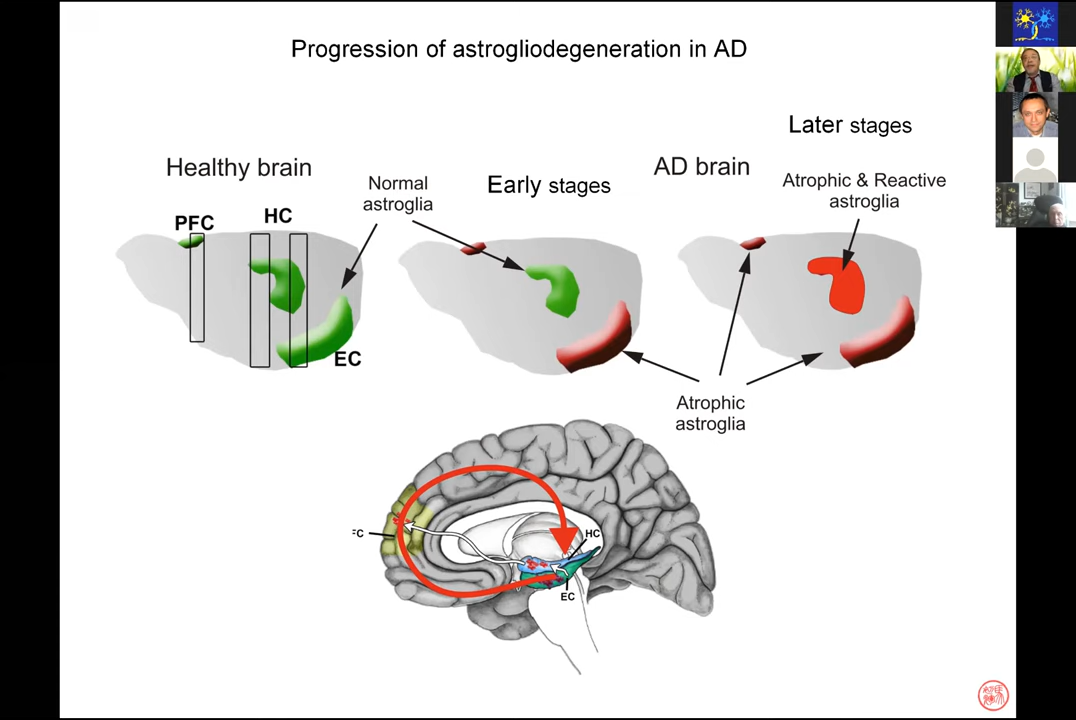 Progression of astrogliodegeneration in AD
Healthy brain
PFC
HC
EC
Normal
astroglia
Early stages
AD brain
Later stages
Atrophic & Reactive
astroglia
Atrophic
astroglia
FC
HC
EC